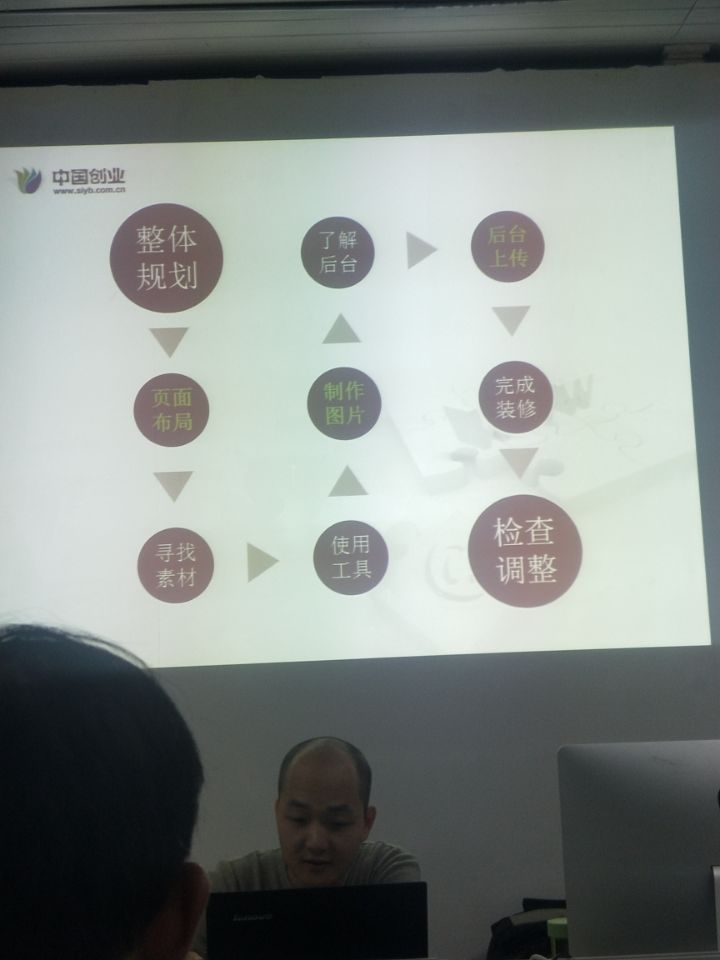 中国创业
www.siyb.com.cn
整体
规划
页面
布局
寻找
素材
使用
工具
制作
图片
了解
后台
后台
上传
完成
装修
检查
调整
lenovo